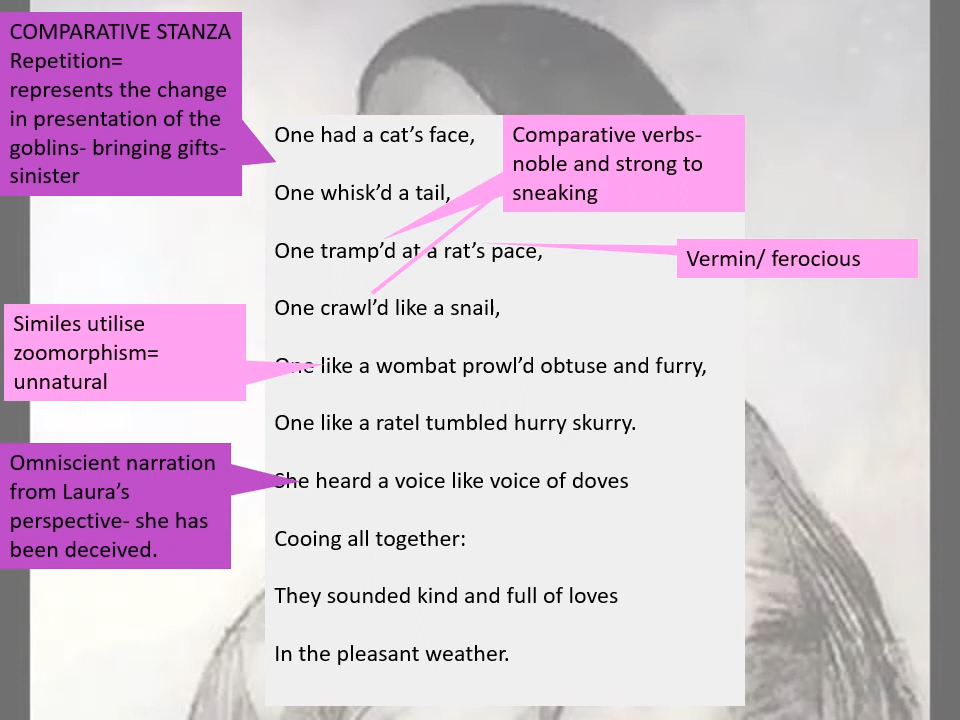 COMPARATIVE STANZA
Repetition=
represents the change
in presentation of the
goblins- bringing gifts-
sinister
One had a cat's face,
One whisk'd a tail,
One tramp'd at a rat's pace,
One crawl'd like a snail,
One like a wombat prowl'd obtuse and furry,
One like a ratel tumbled hurry skurry.
She heard a voice like voice of doves
Cooing all together:
They sounded kind and full of loves
In the pleasant weather.
Comparative verbs-
noble and strong to
sneaking
Vermin/ ferocious
Similes utilise
zoomorphism=
unnatural
Omniscient narration
from Laura's
perspective- she has
been deceived.